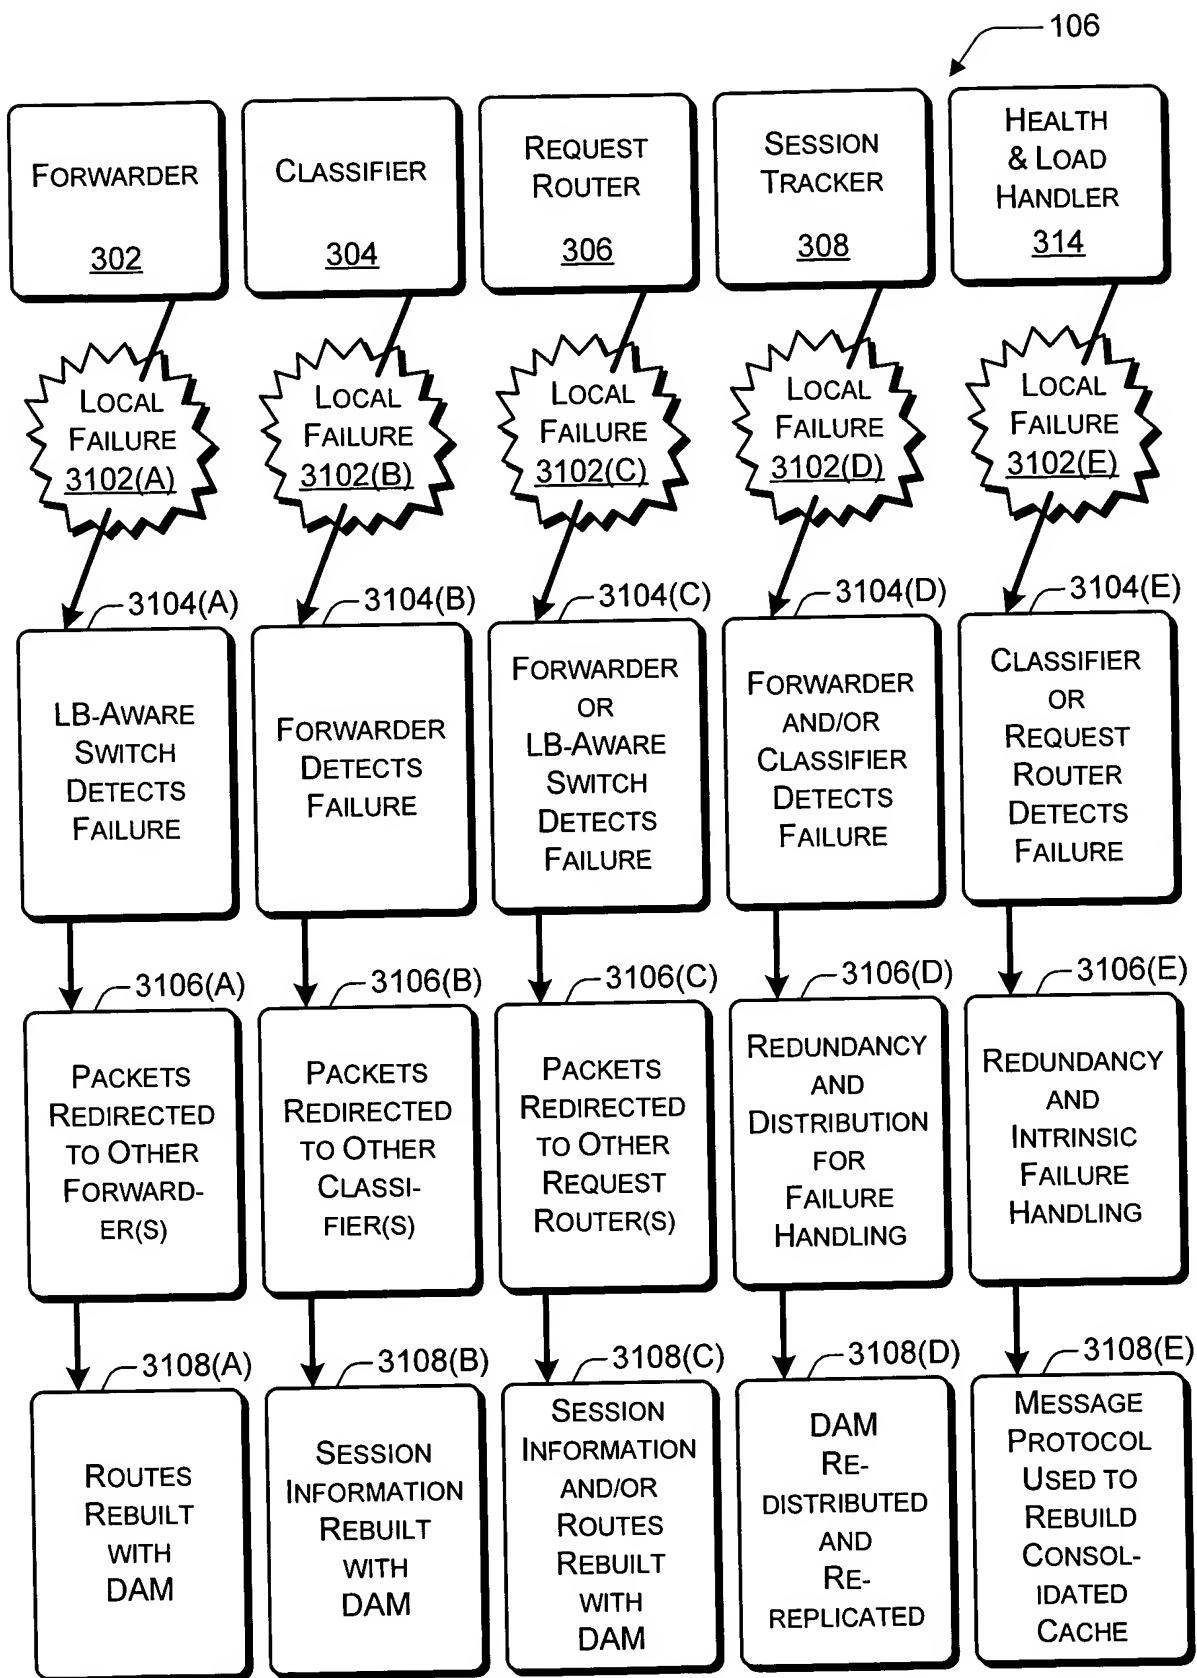 106
FORWARDER
302
CLASSIFIER
304
REQUEST
ROUTER
306
SESSION
TRACKER
308
HEALTH
& LOAD
HANDLER
314
LOCAL
FAILURE
3102(A)
LOCAL
FAILURE
3102(B)
LOCAL
FAILURE
3102(C)
LOCAL
FAILURE
3102(D)
LOCAL
FAILURE
3102(E)
3104(A)
LB-AWARE
SWITCH
DETECTS
FAILURE
3104(B)
FORWARDER
DETECTS
FAILURE
3104(C)
FORWARDER
OR
LB-AWARE
SWITCH
DETECTS
FAILURE
3104(D)
FORWARDER
AND/OR
CLASSIFIER
DETECTS
FAILURE
3104(E)
CLASSIFIER
OR
REQUEST
ROUTER
DETECTS
FAILURE
3106(A)
PACKETS
REDIRECTED
TO OTHER
FORWARD-
ER(S)
3106(B)
PACKETS
REDIRECTED
TO OTHER
CLASSI-
FIER(S)
3106(C)
PACKETS
REDIRECTED
TO OTHER
REQUEST
ROUTER(S)
3106(D)
REDUNDANCY
AND
DISTRIBUTION
FOR
FAILURE
HANDLING
3106(E)
REDUNDANCY
AND
INTRINSIC
FAILURE
HANDLING
3108(A)
ROUTES
REBUILT
WITH
DAM
3108(B)
SESSION
INFORMATION
REBUILT
WITH
DAM
3108(C)
SESSION
INFORMATION
AND/OR
ROUTES
REBUILT
WITH
DAM
3108(D)
DAM
RE-
DISTRIBUTED
AND
RE-
REPLICATED
3108(E)
MESSAGE
PROTOCOL
USED TO
REBUILD
CONSOL-
IDATED
CACHE